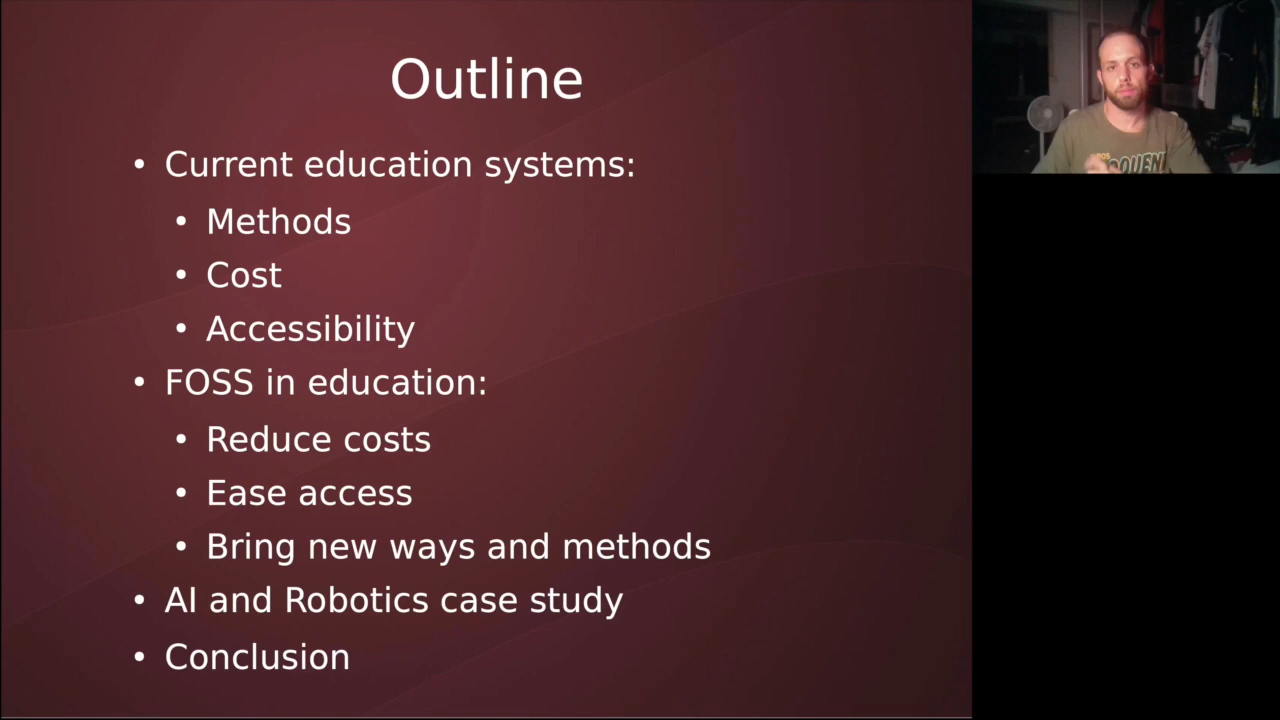 Outline
• Current education systems:
• Methods
• Cost
• Accessibility
• FOSS in education:
• Reduce costs
• Ease access
• Bring new ways and methods
• AI and Robotics case study
• Conclusion